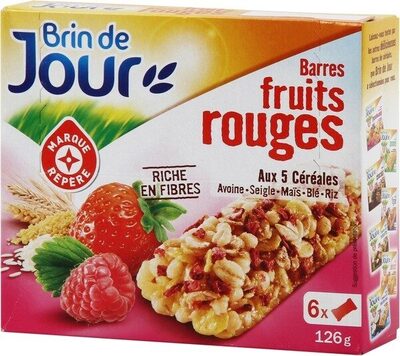 Brin de
Jour
MARQUE
REPÈRE
RICHE
EN FIBRES
Barres
fruits
rouges
Aux 5 Céréales
Avoine-Seigle-Maïs-Blé-Riz
6x
126g